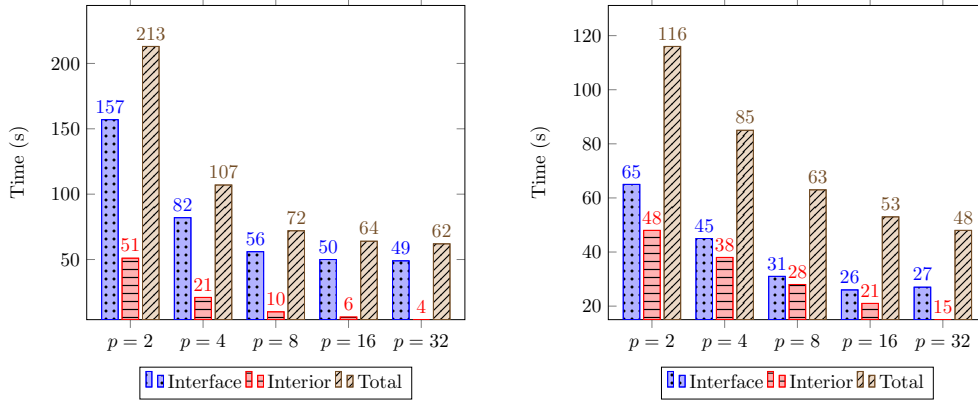 213
157
107
82
72
64
62
56
51
50
49
21
10
6
4
200
150
100
50
Time (s)
p = 2
p = 4
p = 8
p = 16
p = 32
Interface Interior Total
116
85
65
63
53
48
48
45
38
31
28
26
27
21
15
120
100
80
60
40
20
Time (s)
p = 2
p = 4
p = 8
p = 16
p = 32
Interface Interior Total